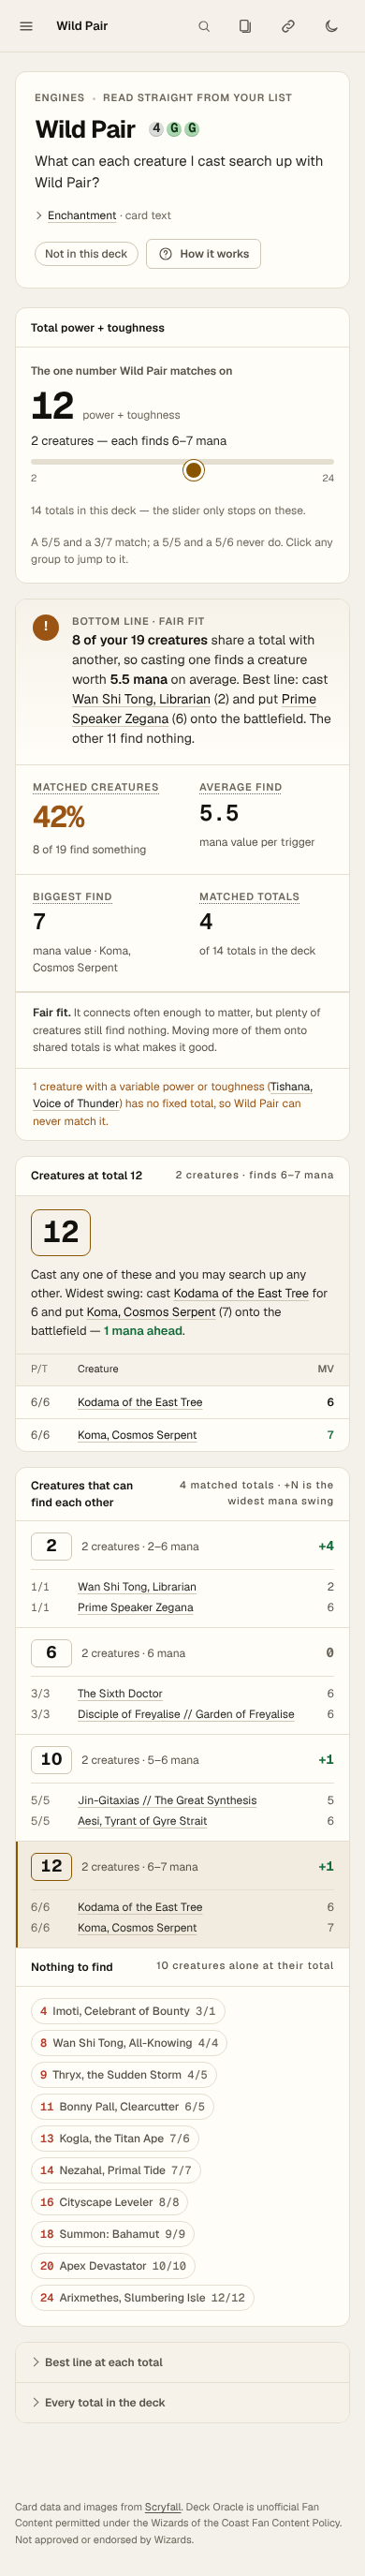 Wild Pair
ENGINES • READ STRAIGHT FROM YOUR LIST
Wild Pair 4 G G
What can each creature I cast search up with
Wild Pair?
Enchantment · card text
Not in this deck
How it works
Total power + toughness
The one number Wild Pair matches on
12 power + toughness
2 creatures — each finds 6–7 mana
2 24
14 totals in this deck — the slider only stops on these.
A 5/5 and a 3/7 match; a 5/5 and a 5/6 never do. Click any
group to jump to it.
!
BOTTOM LINE · FAIR FIT
8 of your 19 creatures share a total with
another, so casting one finds a creature
worth 5.5 mana on average. Best line: cast
Wan Shi Tong, Librarian (2) and put Prime
Speaker Zegana (6) onto the battlefield. The
other 11 find nothing.
MATCHED CREATURES
42%
8 of 19 find something
AVERAGE FIND
5.5
mana value per trigger
BIGGEST FIND
7
mana value · Koma,
Cosmos Serpent
MATCHED TOTALS
4
of 14 totals in the deck
Fair fit. It connects often enough to matter, but plenty of
creatures still find nothing. Moving more of them onto
shared totals is what makes it good.
1 creature with a variable power or toughness (Tishana,
Voice of Thunder) has no fixed total, so Wild Pair can
never match it.
Creatures at total 12 2 creatures · finds 6–7 mana
12
Cast any one of these and you may search up any
other. Widest swing: cast Kodama of the East Tree for
6 and put Koma, Cosmos Serpent (7) onto the
battlefield — 1 mana ahead.
P/T Creature MV
6/6 Kodama of the East Tree 6
6/6 Koma, Cosmos Serpent 7
Creatures that can
find each other
4 matched totals · +N is the
widest mana swing
2 2 creatures · 2–6 mana +4
1/1 Wan Shi Tong, Librarian 2
1/1 Prime Speaker Zegana 6
6 2 creatures · 6 mana 0
3/3 The Sixth Doctor 6
3/3 Disciple of Freyalise // Garden of Freyalise 6
10 2 creatures · 5–6 mana +1
5/5 Jin-Gitaxias // The Great Synthesis 5
5/5 Aesi, Tyrant of Gyre Strait 6
12 2 creatures · 6–7 mana +1
6/6 Kodama of the East Tree 6
6/6 Koma, Cosmos Serpent 7
Nothing to find 10 creatures alone at their total
4 Imoti, Celebrant of Bounty 3/1
8 Wan Shi Tong, All-Knowing 4/4
9 Thryx, the Sudden Storm 4/5
11 Bonny Pall, Clearcutter 6/5
13 Kogla, the Titan Ape 7/6
14 Nezahal, Primal Tide 7/7
16 Cityscape Leveler 8/8
18 Summon: Bahamut 9/9
20 Apex Devastator 10/10
24 Arixmethes, Slumbering Isle 12/12
Best line at each total
Every total in the deck
Card data and images from Scryfall. Deck Oracle is unofficial Fan
Content permitted under the Wizards of the Coast Fan Content Policy.
Not approved or endorsed by Wizards.